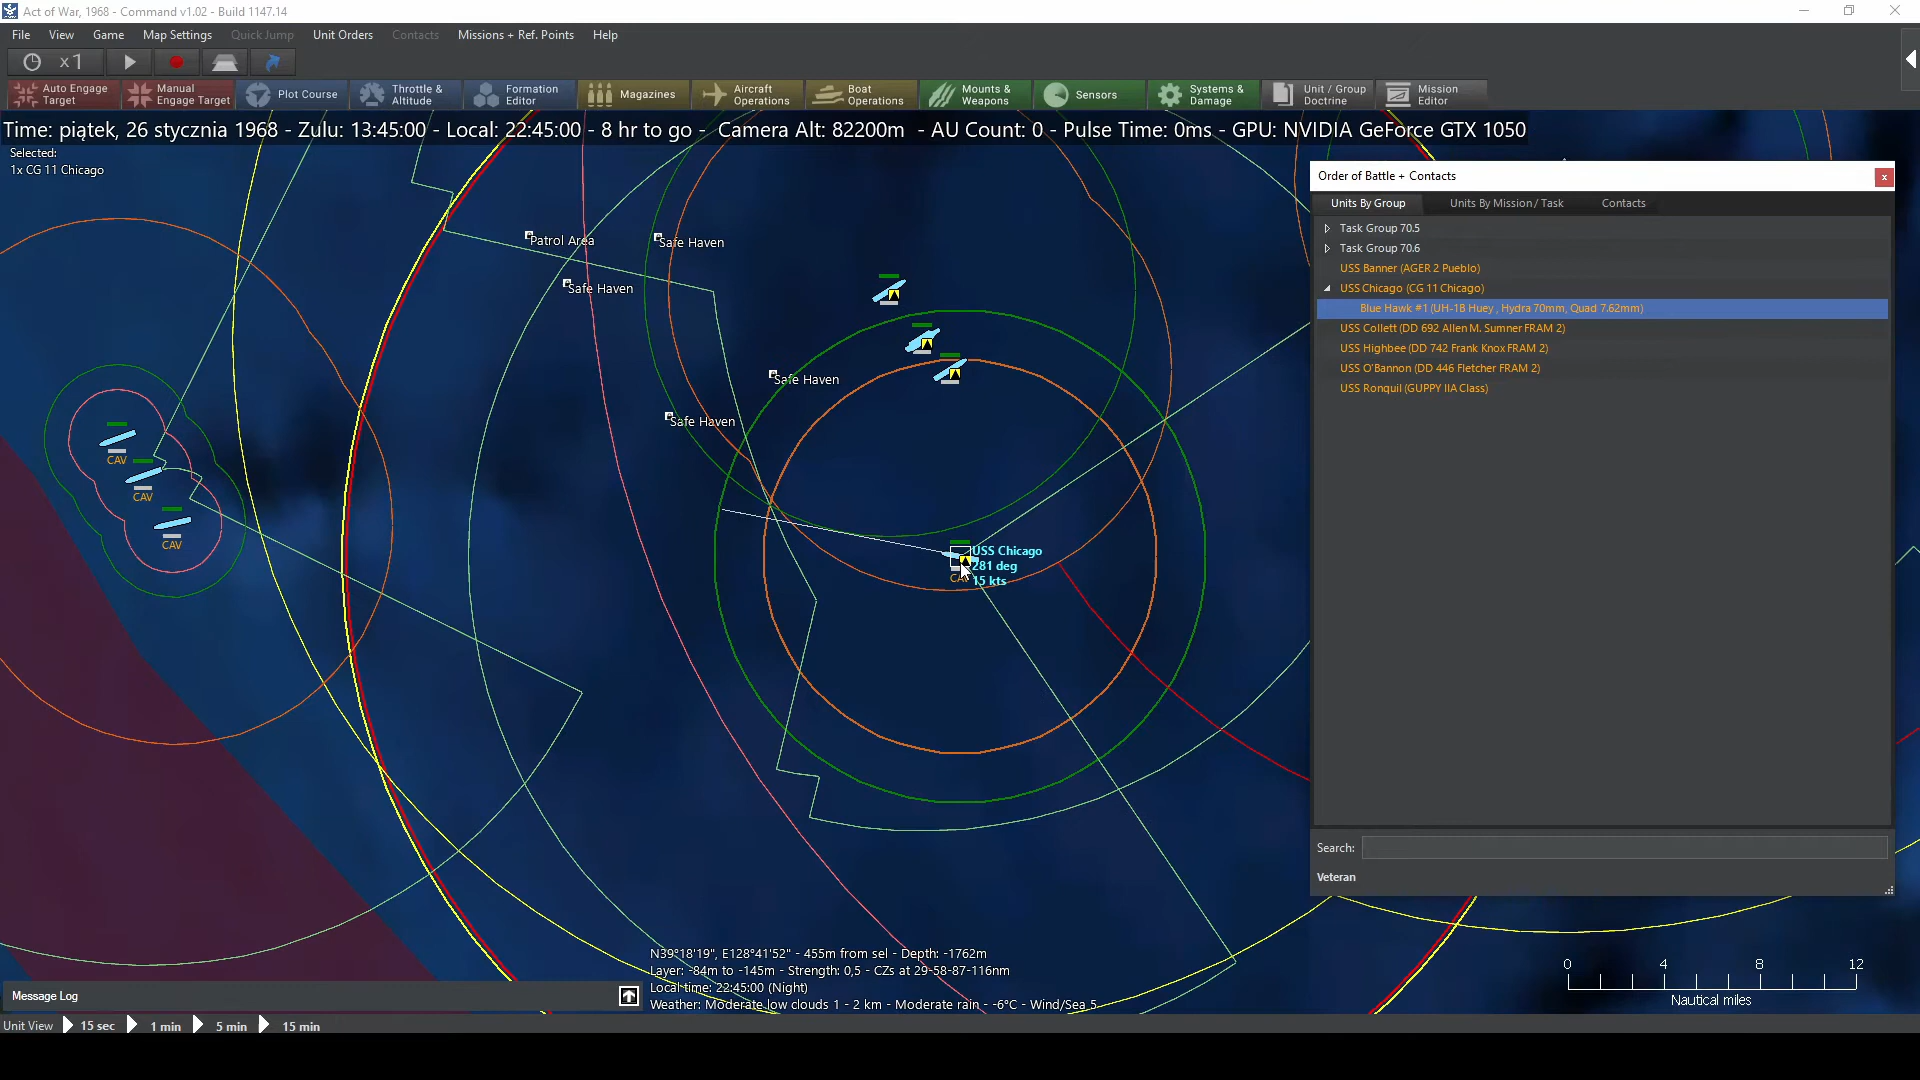 Act of War, 1968 - Command v1.02 - Build 1147.14
File View Game Map Settings Quick Jump Unit Orders Contacts Missions + Ref. Points Help
x1
Auto Engage Target
Manual Engage Target
Plot Course
Throttle & Altitude
Formation Editor
Magazines
Aircraft Operations
Boat Operations
Mounts & Weapons
Sensors
Systems & Damage
Unit / Group Doctrine
Mission Editor
Time: piątek, 26 stycznia 1968 - Zulu: 13:45:00 - Local: 22:45:00 - 8 hr to go - Camera Alt: 82200m - AU Count: 0 - Pulse Time: 0ms - GPU: NVIDIA GeForce GTX 1050
Selected:
1x CG 11 Chicago
Patrol Area
Safe Haven
Safe Haven
Safe Haven
Safe Haven
CAV
CAV
CAV
USS Chicago
281 deg
15 kts
Order of Battle + Contacts
x
Units By Group Units By Mission / Task Contacts
Task Group 70.5
Task Group 70.6
USS Banner (AGER 2 Pueblo)
USS Chicago (CG 11 Chicago)
Blue Hawk #1 (UH-1B Huey , Hydra 70mm, Quad 7.62mm)
USS Collett (DD 692 Allen M. Sumner FRAM 2)
USS Highbee (DD 742 Frank Knox FRAM 2)
USS O'Bannon (DD 446 Fletcher FRAM 2)
USS Ronquil (GUPPY IIA Class)
Search:
Veteran
N39°18'19", E128°41'52" - 455m from sel - Depth: -1762m
Layer: -84m to -145m - Strength: 0,5 - CZs at 29-58-87-116nm
Local time: 22:45:00 (Night)
Weather: Moderate low clouds 1 - 2 km - Moderate rain - -6°C - Wind/Sea 5
0 4 8 12
Nautical miles
Message Log
Unit View 15 sec 1 min 5 min 15 min